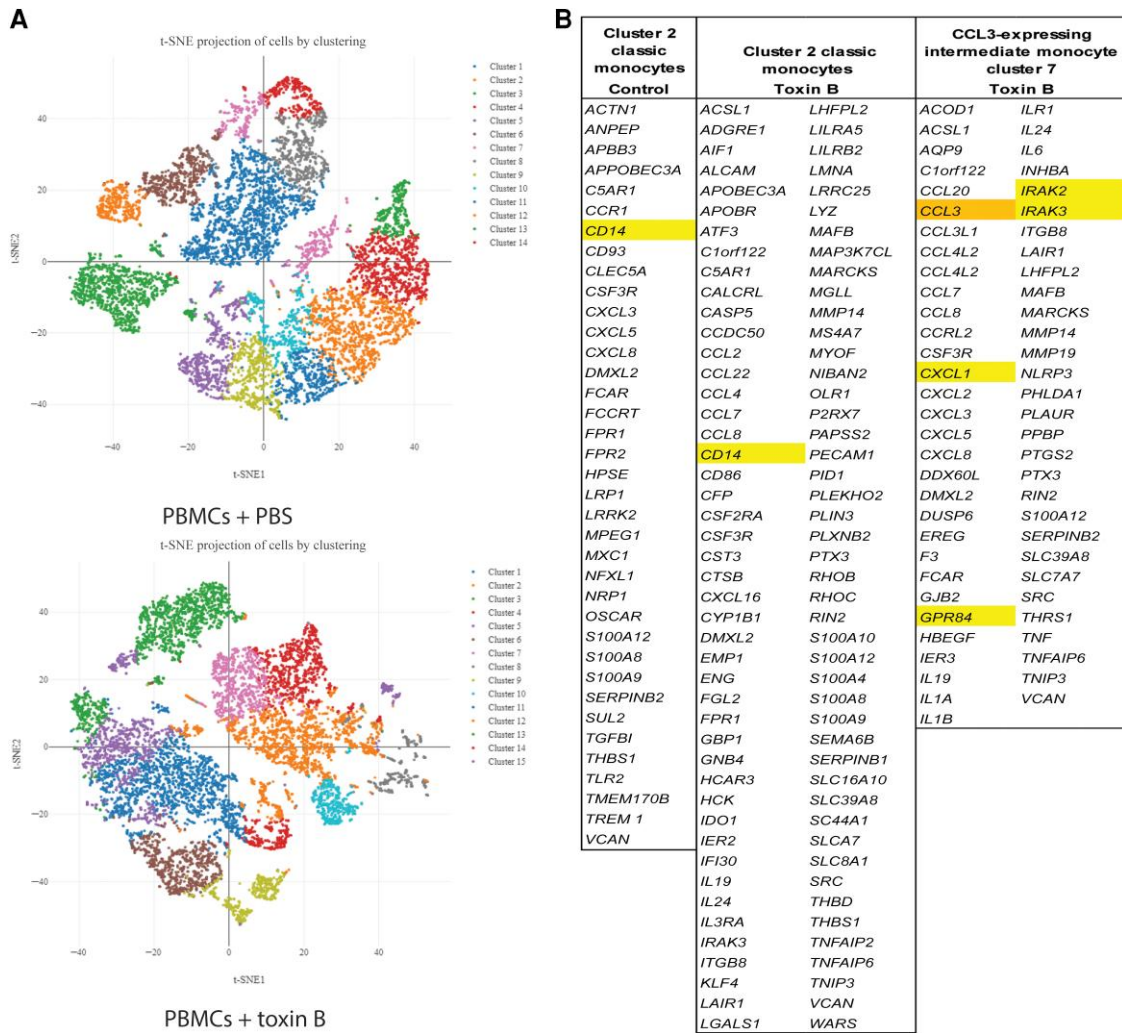 A
t-SNE projection of cells by clustering
Cluster 1
Cluster 2
Cluster 3
Cluster 4
Cluster 5
Cluster 6
Cluster 7
Cluster 8
Cluster 9
Cluster 10
Cluster 11
Cluster 12
Cluster 13
Cluster 14
40
20
0
−20
−40
t-SNE2
−40
−20
0
20
40
t-SNE1
PBMCs + PBS
t-SNE projection of cells by clustering
Cluster 1
Cluster 2
Cluster 3
Cluster 4
Cluster 5
Cluster 6
Cluster 7
Cluster 8
Cluster 9
Cluster 10
Cluster 11
Cluster 12
Cluster 13
Cluster 14
Cluster 15
40
20
0
−20
−40
t-SNE2
−40
−20
0
20
40
t-SNE1
PBMCs + toxin B
B
Cluster 2
classic
monocytes
Control
ACTN1
ANPEP
APBB3
APPOBEC3A
C5AR1
CCR1
CD14
CD93
CLEC5A
CSF3R
CXCL3
CXCL5
CXCL8
DMXL2
FCAR
FCCRT
FPR1
FPR2
HPSE
LRP1
LRRK2
MPEG1
MXC1
NFXL1
NRP1
OSCAR
S100A12
S100A8
S100A9
SERPINB2
SUL2
TGFBI
THBS1
TLR2
TMEM170B
TREM 1
VCAN
Cluster 2 classic
monocytes
Toxin B
ACSL1
ADGRE1
AIF1
ALCAM
APOBEC3A
APOBR
ATF3
C1orf122
C5AR1
CALCRL
CASP5
CCDC50
CCL2
CCL22
CCL4
CCL7
CCL8
CD14
CD86
CFP
CSF2RA
CSF3R
CST3
CTSB
CXCL16
CYP1B1
DMXL2
EMP1
ENG
FGL2
FPR1
GBP1
GNB4
HCAR3
HCK
IDO1
IER2
IFI30
IL19
IL24
IL3RA
IRAK3
ITGB8
KLF4
LAIR1
LGALS1
LHFPL2
LILRA5
LILRB2
LMNA
LRRC25
LYZ
MAFB
MAP3K7CL
MARCKS
MGLL
MMP14
MS4A7
MYOF
NIBAN2
OLR1
P2RX7
PAPSS2
PECAM1
PID1
PLEKHO2
PLIN3
PLXNB2
PTX3
RHOB
RHOC
RIN2
S100A10
S100A12
S100A4
S100A8
S100A9
SEMA6B
SERPINB1
SLC16A10
SLC39A8
SC44A1
SLCA7
SLC8A1
SRC
THBD
THBS1
TNFAIP2
TNFAIP6
TNIP3
VCAN
WARS
CCL3-expressing
intermediate monocyte
cluster 7
Toxin B
ACOD1
ACSL1
AQP9
C1orf122
CCL20
CCL3
CCL3L1
CCL4L2
CCL4L2
CCL7
CCL8
CCRL2
CSF3R
CXCL1
CXCL2
CXCL3
CXCL5
CXCL8
DDX60L
DMXL2
DUSP6
EREG
F3
FCAR
GJB2
GPR84
HBEGF
IER3
IL19
IL1A
IL1B
ILR1
IL24
IL6
INHBA
IRAK2
IRAK3
ITGB8
LAIR1
LHFPL2
MAFB
MARCKS
MMP14
MMP19
NLRP3
PHLDA1
PLAUR
PPBP
PTGS2
PTX3
RIN2
S100A12
SERPINB2
SLC39A8
SLC7A7
SRC
THRS1
TNF
TNFAIP6
TNIP3
VCAN